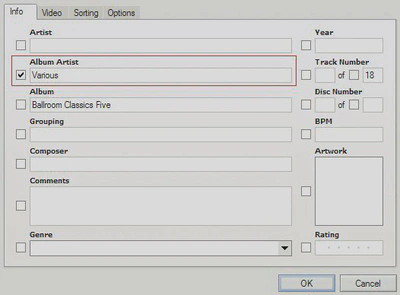 Info Video Sorting Options
Artist Year
Album Artist Track Number
Various of 18
Album Disc Number
Ballroom Classics Five of
Grouping BPM
Composer Artwork
Comments
Genre Rating
OK Cancel